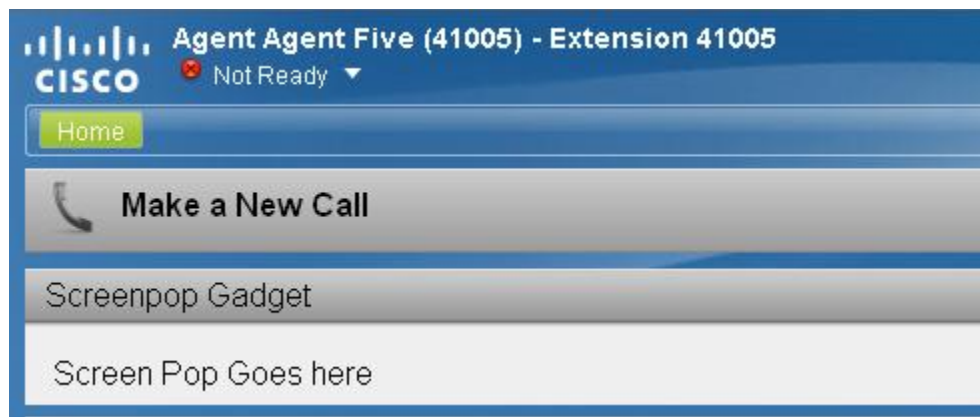 Agent Agent Five (41005) - Extension 41005
CISCO
Not Ready
Home
Make a New Call
Screenpop Gadget
Screen Pop Goes here